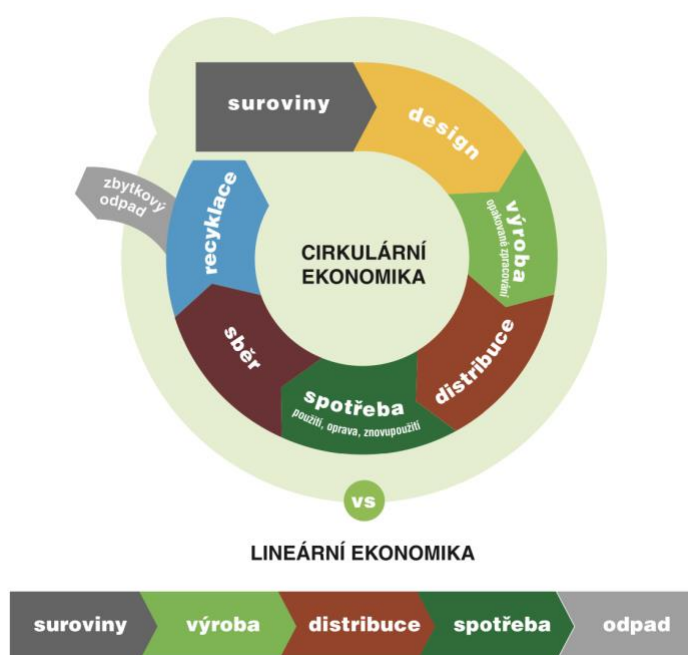 suroviny
design
výroba
opakované zpracování
distribuce
spotřeba
použití, oprava, znovupoužití
sběr
recyklace
zbytkový
odpad
CIRKULÁRNÍ
EKONOMIKA
vs
LINEÁRNÍ EKONOMIKA
suroviny
výroba
distribuce
spotřeba
odpad